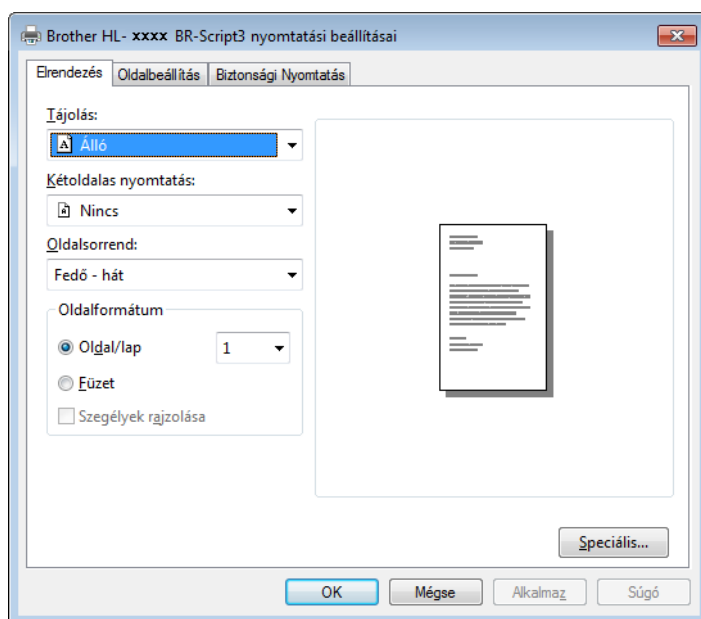 Brother HL- xxxx BR-Script3 nyomtatási beállításai
Elrendezés Oldalbeállítás Biztonsági Nyomtatás
Tájolás:
Álló
Kétoldalas nyomtatás:
Nincs
Oldalsorrend:
Fedő - hát
Oldalformátum
Oldal/lap 1
Füzet
Szegélyek rajzolása
Speciális...
OK Mégse Alkalmaz Súgó